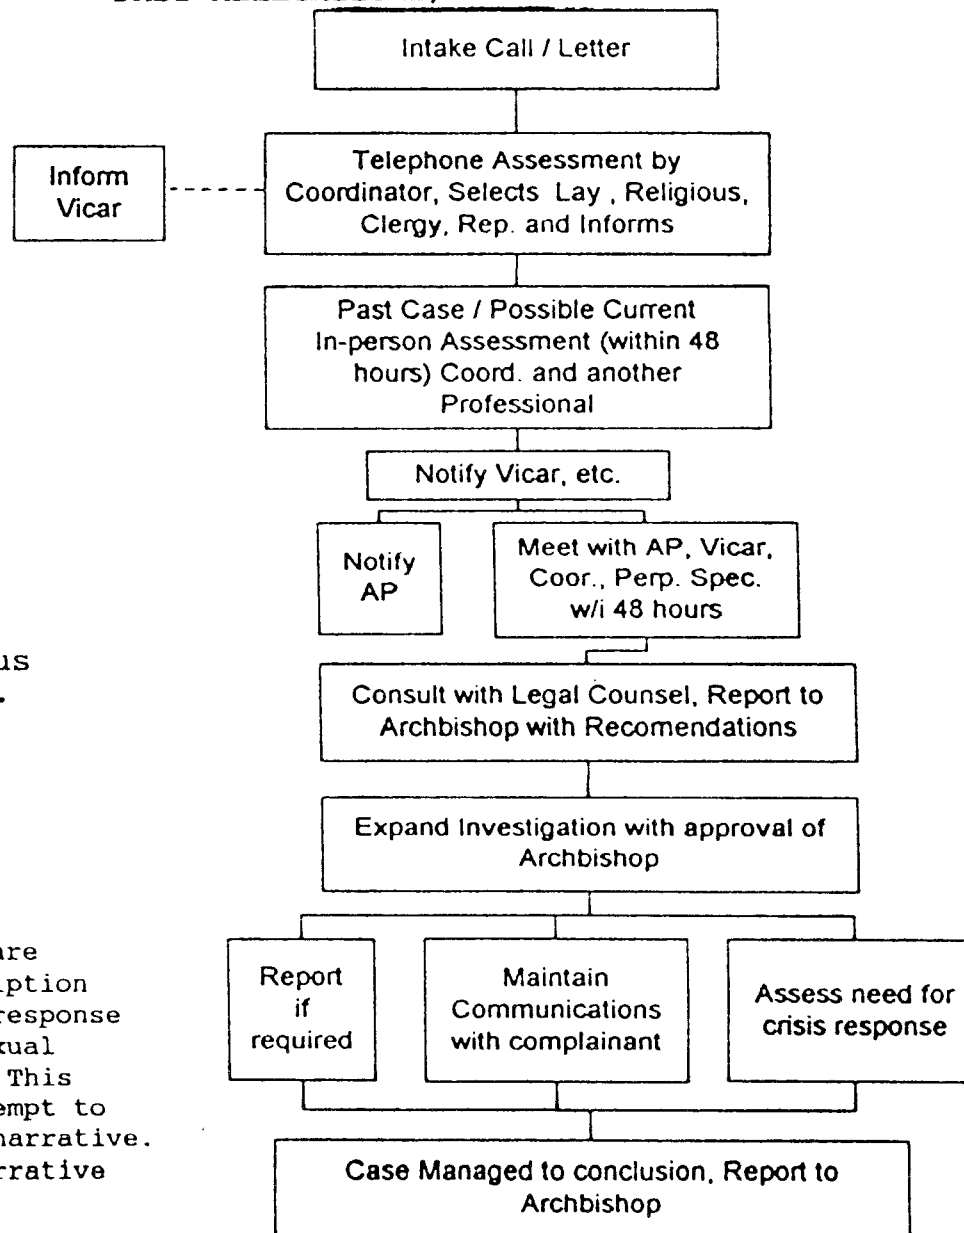 Intake Call / Letter
Inform
Vicar
Telephone Assessment by
Coordinator, Selects Lay , Religious,
Clergy, Rep. and Informs
Past Case / Possible Current
In-person Assessment (within 48
hours) Coord. and another
Professional
Notify Vicar, etc.
Notify
AP
Meet with AP, Vicar,
Coor., Perp. Spec.
w/i 48 hours
Consult with Legal Counsel, Report to
Archbishop with Recomendations
Expand Investigation with approval of
Archbishop
Report
if
required
Maintain
Communications
with complainant
Assess need for
crisis response
Case Managed to conclusion, Report to
Archbishop
us
.
are
iption
response
xual
This
empt to
narrative.
rrative